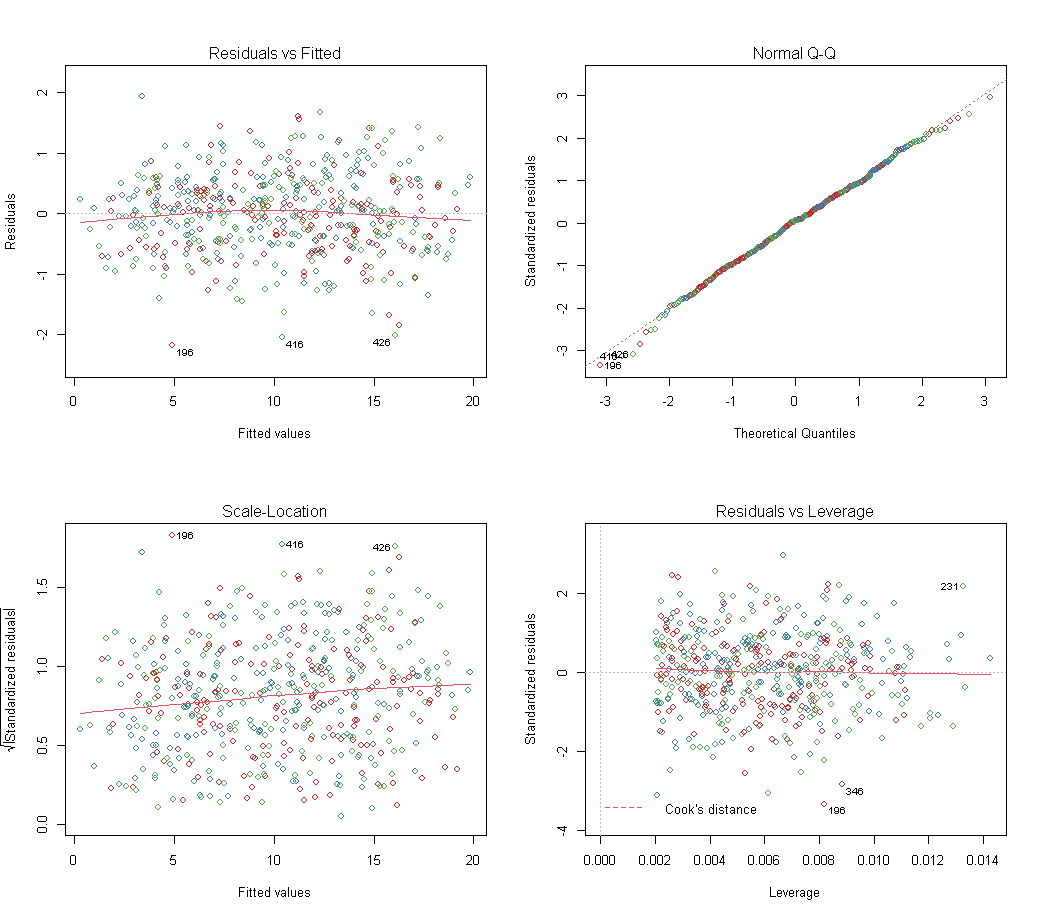 Residuals vs Fitted
Residuals
2
1
0
-1
-2
196
416
426
0 5 10 15 20
Fitted values
Normal Q-Q
Standardized residuals
3
2
1
0
-1
-2
-3
416
426
196
-3 -2 -1 0 1 2 3
Theoretical Quantiles
Scale-Location
√|Standardized residuals|
1.5
1.0
0.5
0.0
196
416
426
0 5 10 15 20
Fitted values
Residuals vs Leverage
Standardized residuals
2
0
-2
-4
231
346
196
Cook's distance
0.000 0.002 0.004 0.006 0.008 0.010 0.012 0.014
Leverage